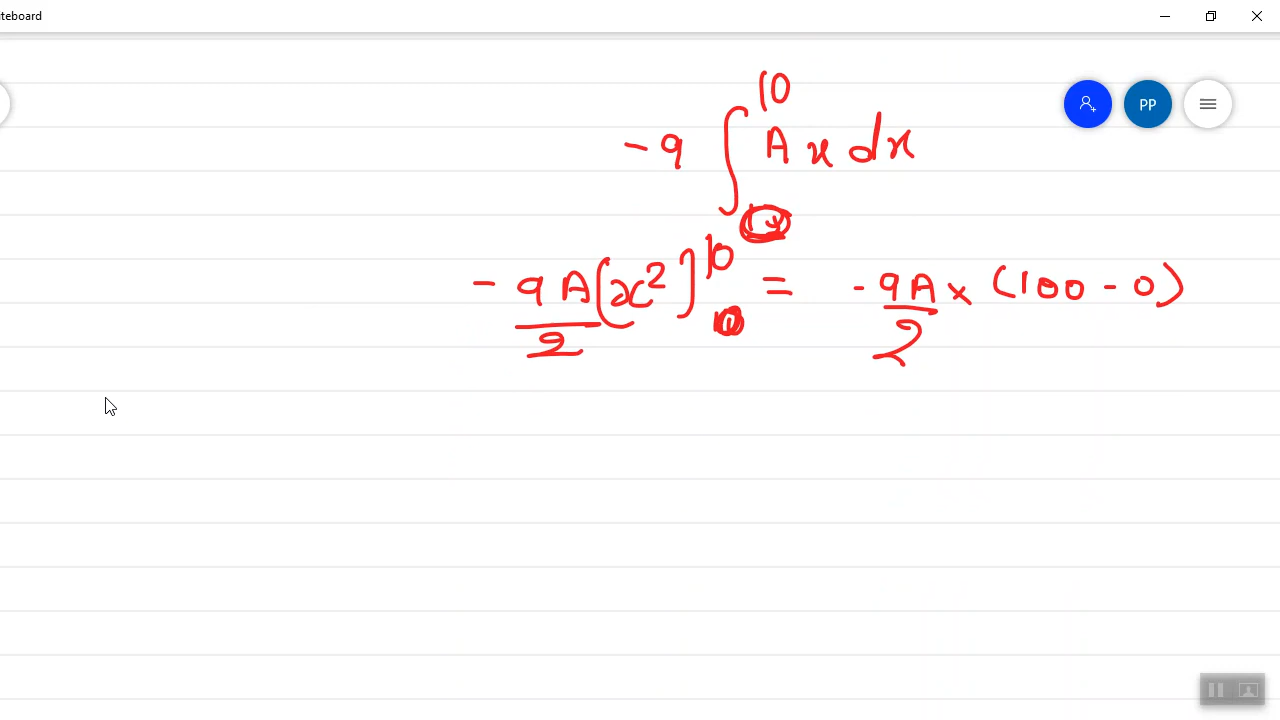 teboard
PP
10
- 9 ∫ A x dx
- 9A/2 [x²]10 = - 9A/2 × (100 - 0)